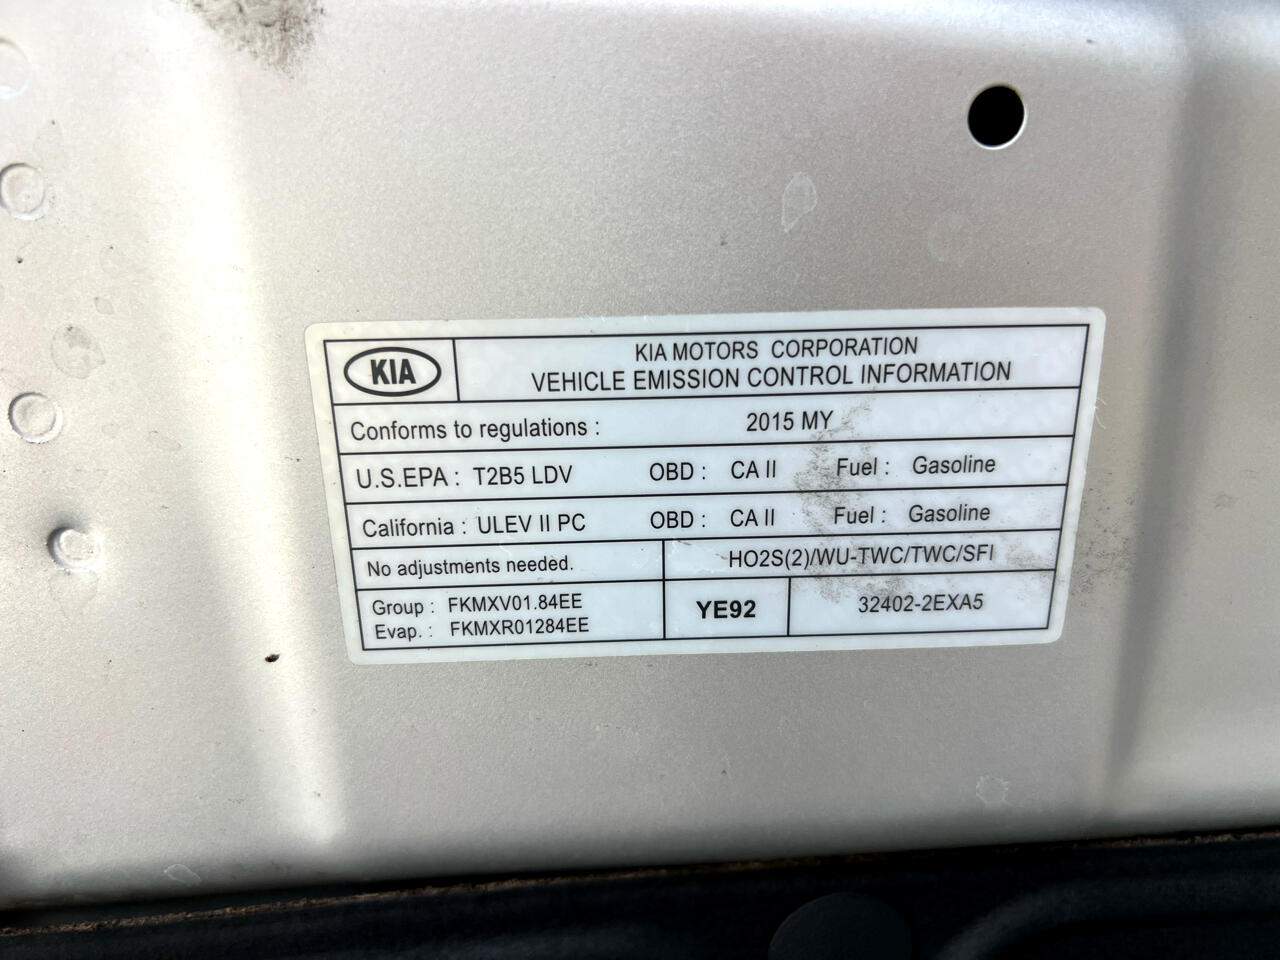 KIA
KIA MOTORS CORPORATION
VEHICLE EMISSION CONTROL INFORMATION
Conforms to regulations : 2015 MY
U.S.EPA : T2B5 LDV OBD : CA II Fuel : Gasoline
California : ULEV II PC OBD : CA II Fuel : Gasoline
No adjustments needed. HO2S(2)/WU-TWC/TWC/SFI
Group : FKMXV01.84EE
Evap. : FKMXR01284EE
YE92
32402-2EXA5